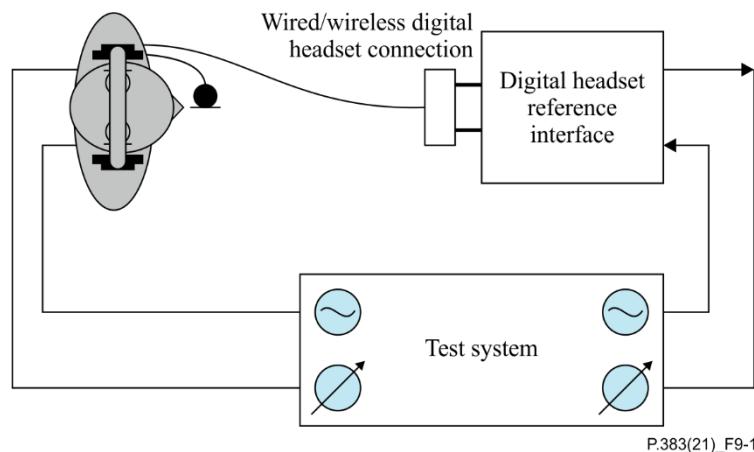 Wired/wireless digital
headset connection
Digital headset
reference
interface
Test system
P.383(21)_F9-1